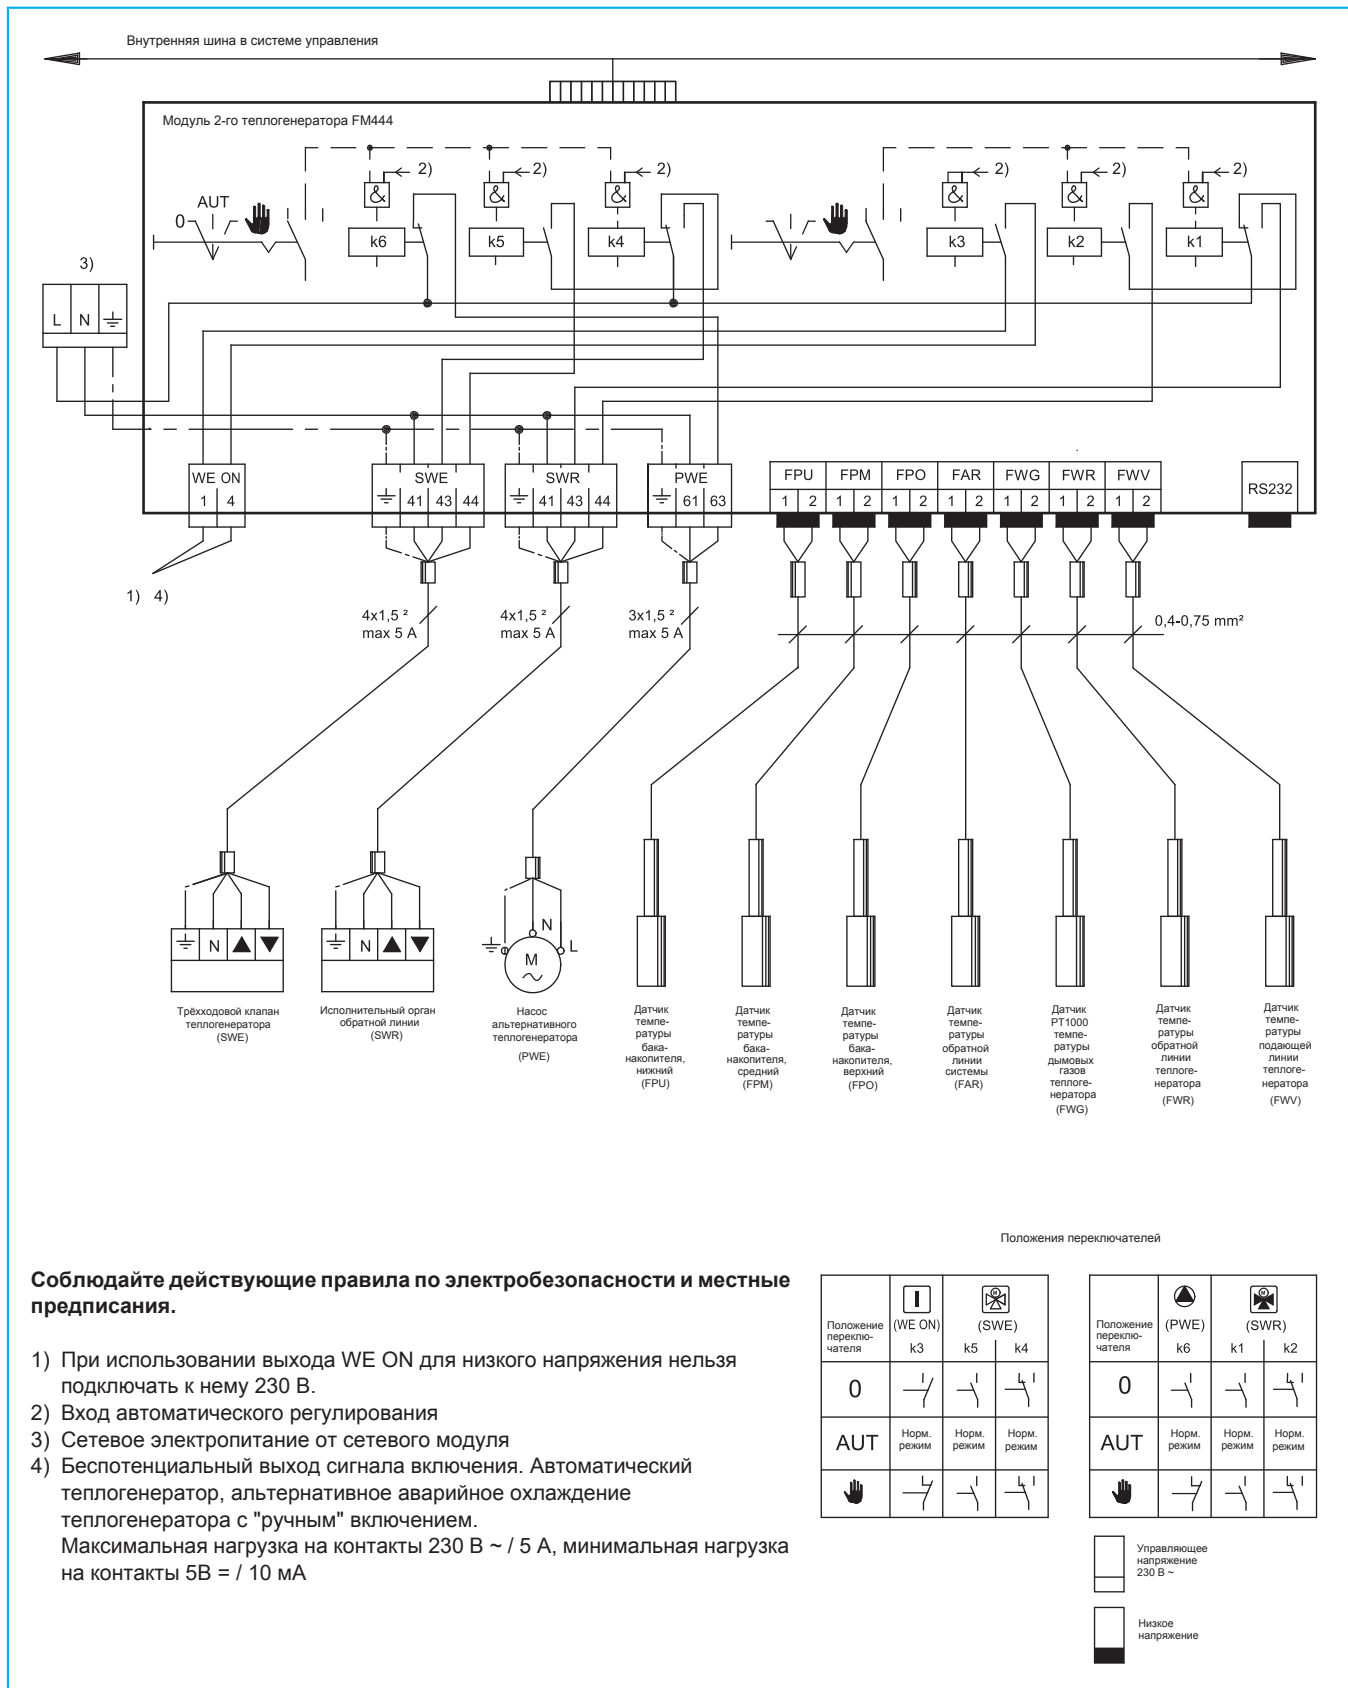 Внутренняя шина в системе управления
Модуль 2-го теплогенератора FM444
2) 2) 2) 2) 2) 2)
& & & & & &
AUT
0
k6 k5 k4 k3 k2 k1
3)
L N
WE ON SWE SWR PWE FPU FPM FPO FAR FWG FWR FWV RS232
1 4 41 43 44 41 43 44 61 63 1 2 1 2 1 2 1 2 1 2 1 2 1 2
1) 4)
4x1,5 ² 4x1,5 ² 3x1,5 ² 0,4-0,75 mm²
max 5 A max 5 A max 5 A
N
L
N N M
Трёхходовой клапан
теплогенератора
(SWE)
Исполнительный орган
обратной линии
(SWR)
Насос
альтернативного
теплогенератора
(PWE)
Датчик
темпе-
ратуры
бака-
накопителя,
нижний
(FPU)
Датчик
темпе-
ратуры
бака-
накопителя,
средний
(FPM)
Датчик
темпе-
ратуры
бака-
накопителя,
верхний
(FPO)
Датчик
темпе-
ратуры
обратной
линии
системы
(FAR)
Датчик
PT1000
темпе-
ратуры
дымовых
газов
теплоге-
нератора
(FWG)
Датчик
темпе-
ратуры
обратной
линии
теплоге-
нератора
(FWR)
Датчик
темпе-
ратуры
подающей
линии
теплоге-
нератора
(FWV)
Соблюдайте действующие правила по электробезопасности и местные
предписания.
1) При использовании выхода WE ON для низкого напряжения нельзя
подключать к нему 230 В.
2) Вход автоматического регулирования
3) Сетевое электропитание от сетевого модуля
4) Беспотенциальный выход сигнала включения. Автоматический
теплогенератор, альтернативное аварийное охлаждение
теплогенератора с "ручным" включением.
Максимальная нагрузка на контакты 230 В ~ / 5 А, минимальная нагрузка
на контакты 5В = / 10 мА
Положения переключателей
Положение
переклю-
чателя
(WE ON) (SWE)
k3 k5 k4
0
AUT
Норм.
режим
Норм.
режим
Норм.
режим
Положение
переклю-
чателя
(PWE) (SWR)
k6 k1 k2
0
AUT
Норм.
режим
Норм.
режим
Норм.
режим
Управляющее
напряжение
230 В ~
Низкое
напряжение